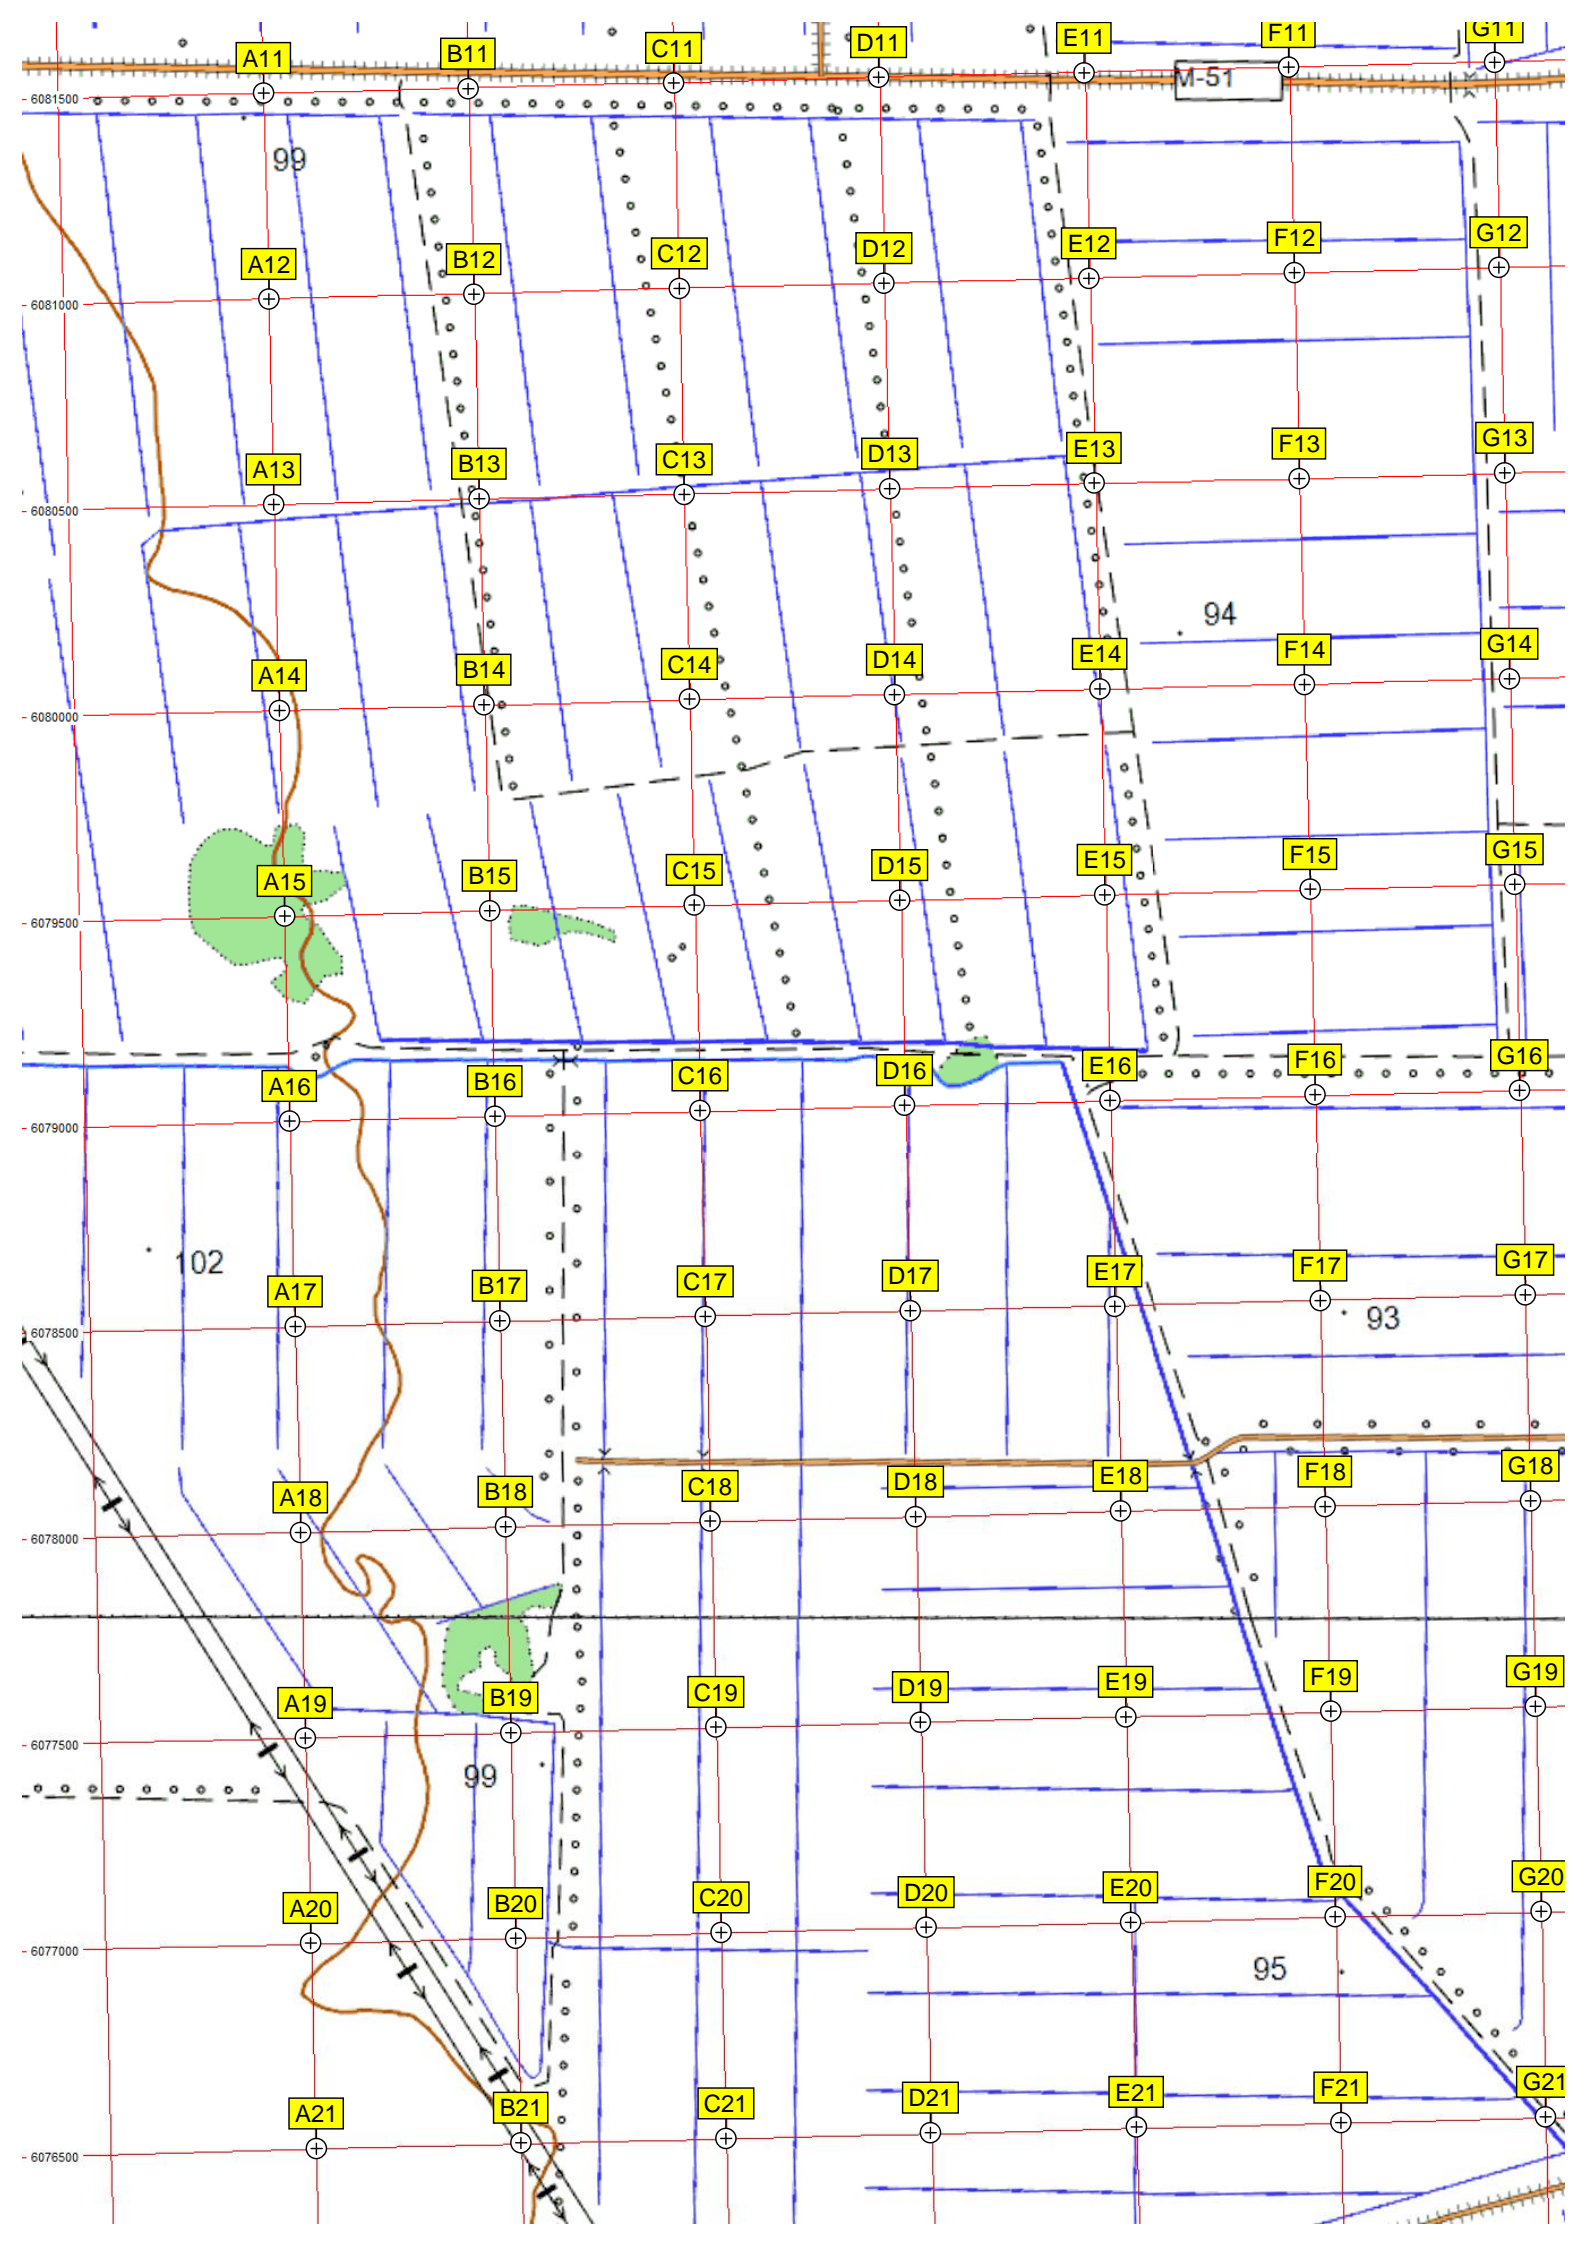 A11 B11 C11 D11 E11 F11 G11
M-51
6081500
99
A12 B12 C12 D12 E12 F12 G12
6081000
A13 B13 C13 D13 E13 F13 G13
6080500
94
A14 B14 C14 D14 E14 F14 G14
6080000
A15 B15 C15 D15 E15 F15 G15
6079500
A16 B16 C16 D16 E16 F16 G16
6079000
102
A17 B17 C17 D17 E17 F17 G17
6078500
93
A18 B18 C18 D18 E18 F18 G18
6078000
A19 B19 C19 D19 E19 F19 G19
6077500
99
A20 B20 C20 D20 E20 F20 G20
6077000
95
A21 B21 C21 D21 E21 F21 G21
6076500